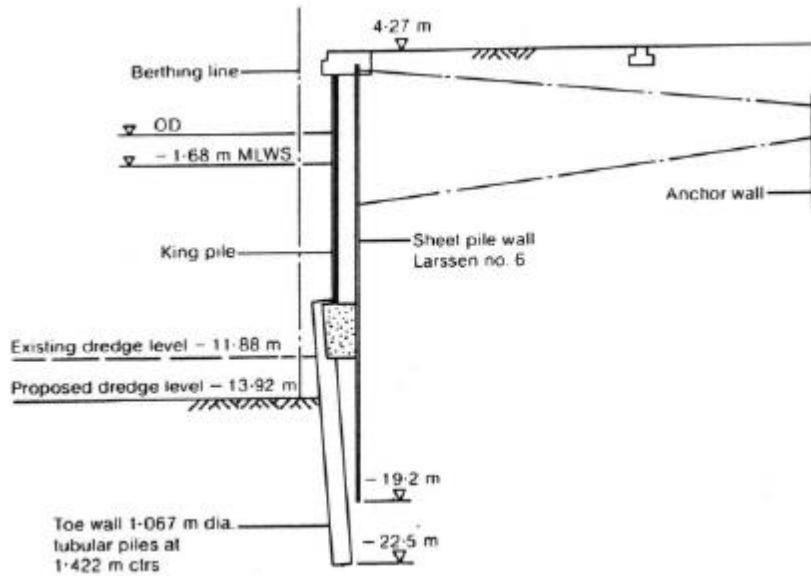 4·27 m
Berthing line
OD
– 1·68 m MLWS
Anchor wall
King pile
Sheet pile wall
Larssen no. 6
Existing dredge level – 11·88 m
Proposed dredge level – 13·92 m
– 19·2 m
Toe wall 1·067 m dia.
tubular piles at
1·422 m ctrs
– 22·5 m